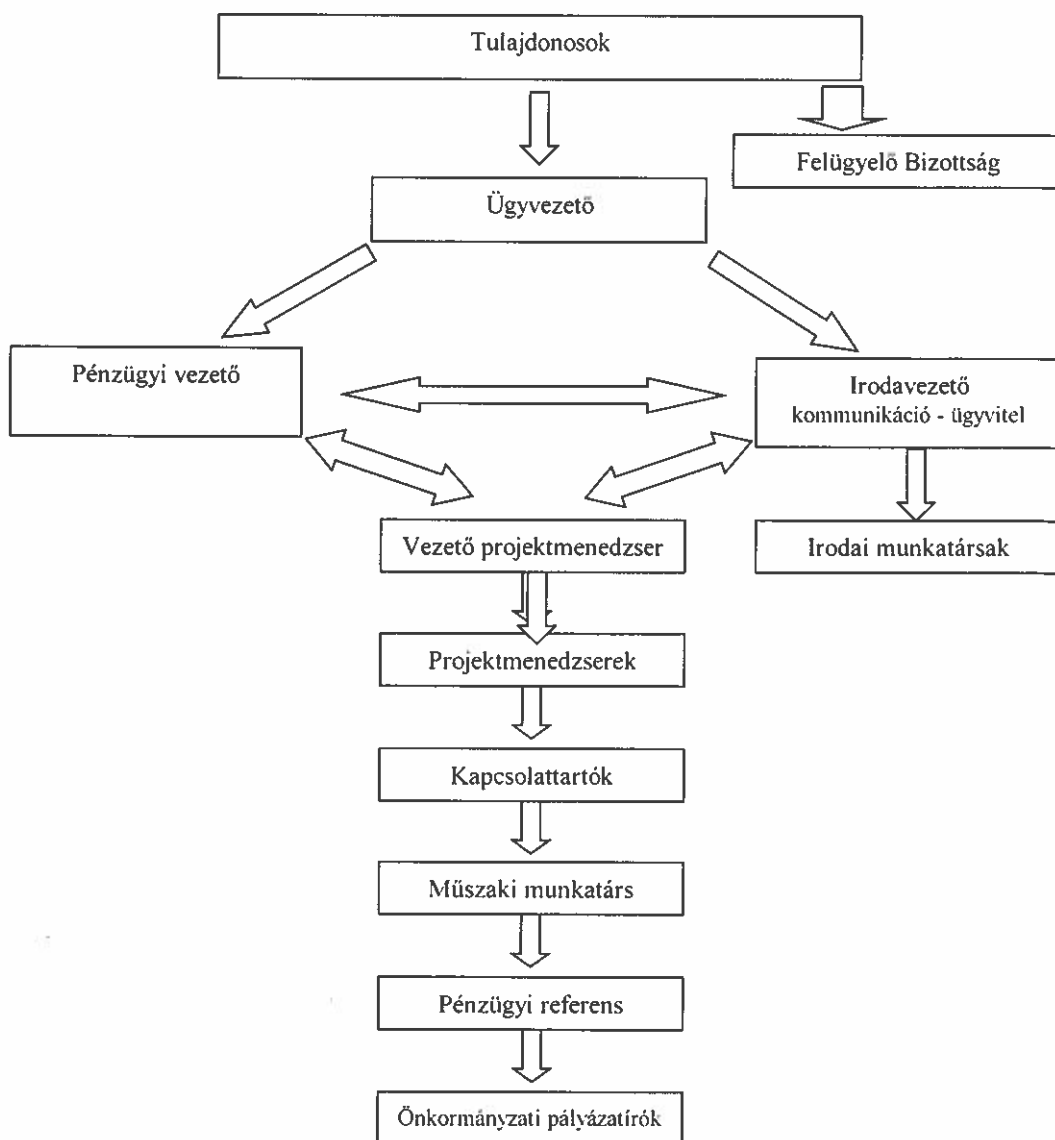 Tulajdonosok
Felügyelő Bizottság
Ügyvezető
Pénzügyi vezető
Irodavezető
kommunikáció - ügyvitel
Vezető projektmenedzser
Irodai munkatársak
Projektmenedzserek
Kapcsolattartók
Műszaki munkatárs
Pénzügyi referens
Önkormányzati pályázatírók